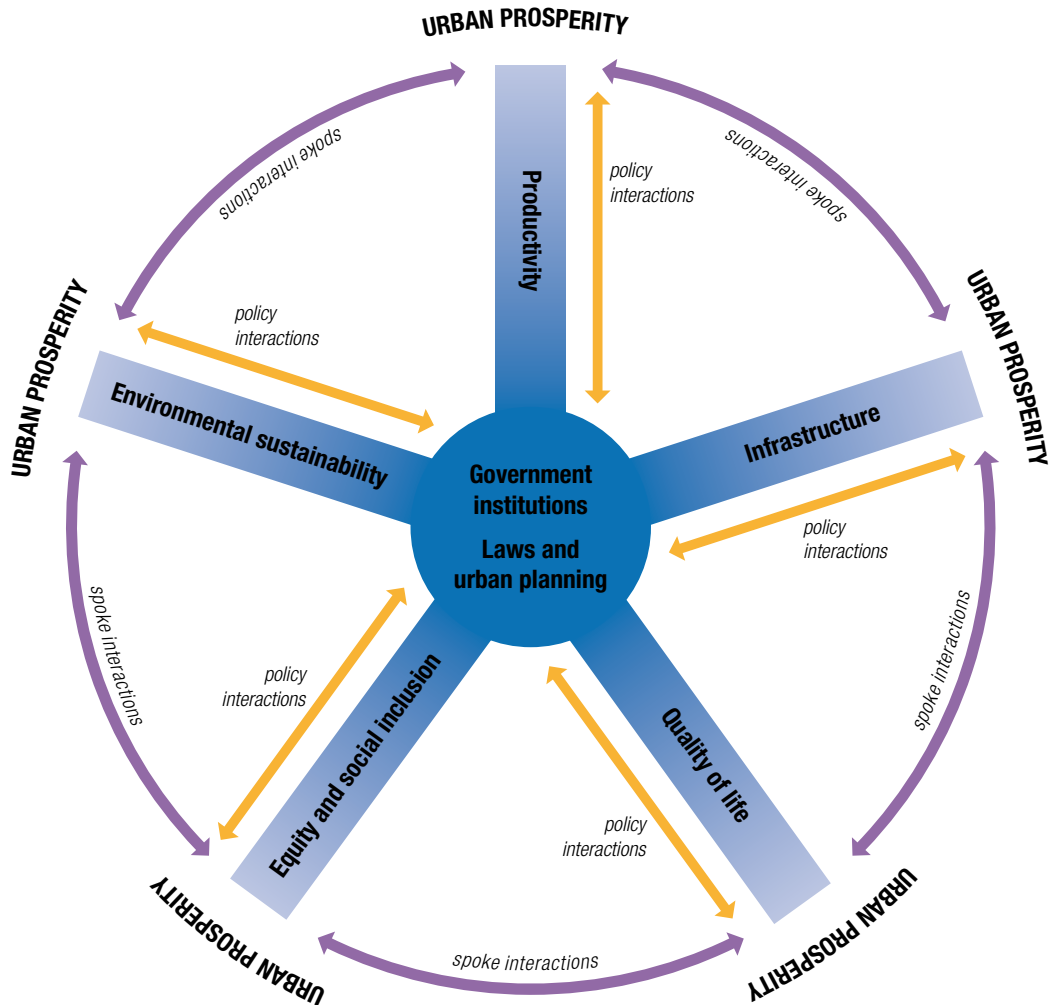 URBAN PROSPERITY
spoke interactions
spoke interactions
Productivity
policy
interactions
URBAN PROSPERITY
URBAN PROSPERITY
policy
interactions
Environmental sustainability
Infrastructure
Government
institutions
Laws and
urban planning
policy
interactions
spoke interactions
spoke interactions
policy
interactions
Equity and social inclusion
Quality of life
policy
interactions
URBAN PROSPERITY
URBAN PROSPERITY
spoke interactions